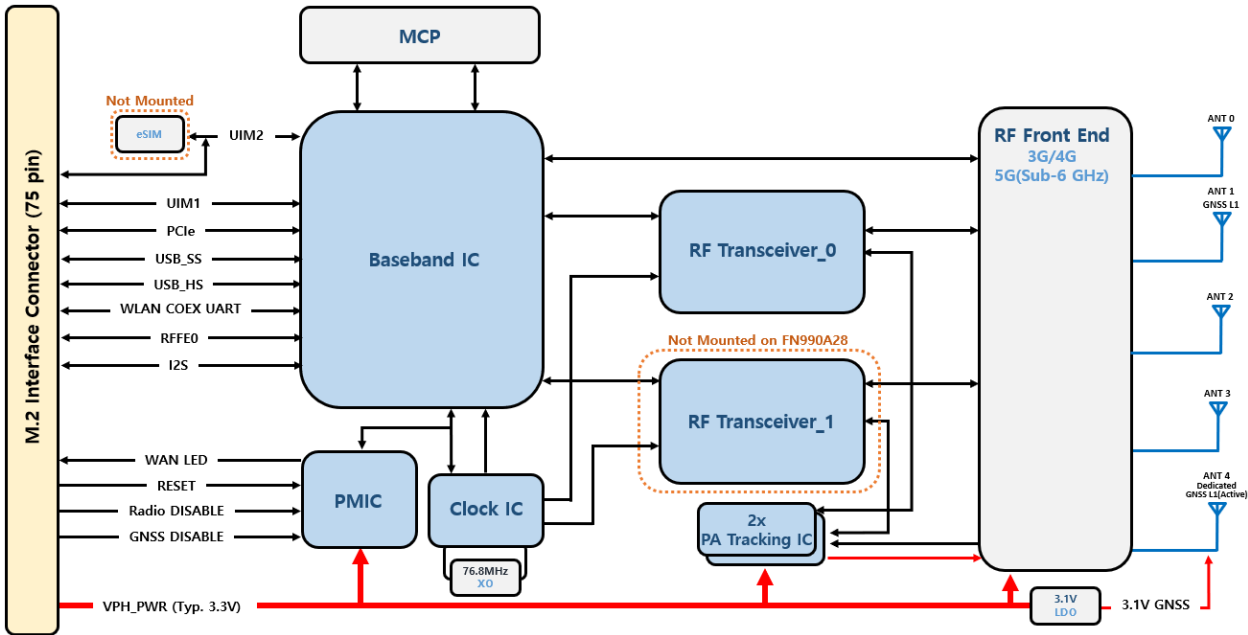 MCP
Not Mounted
eSIM
UIM2
M.2 Interface Connector (75 pin)
UIM1
PCIe
USB_SS
USB_HS
WLAN COEX UART
RFFE0
I2S
Baseband IC
RF Front End
3G/4G
5G(Sub-6 GHz)
ANT 0
ANT 1
GNSS L1
ANT 2
ANT 3
ANT 4
Dedicated
GNSS L1(Active)
RF Transceiver_0
Not Mounted on FN990A28
RF Transceiver_1
WAN LED
RESET
Radio DISABLE
GNSS DISABLE
PMIC
Clock IC
76.8MHz
XO
2x
PA Tracking IC
VPH_PWR (Typ. 3.3V)
3.1V
LDO
3.1V GNSS